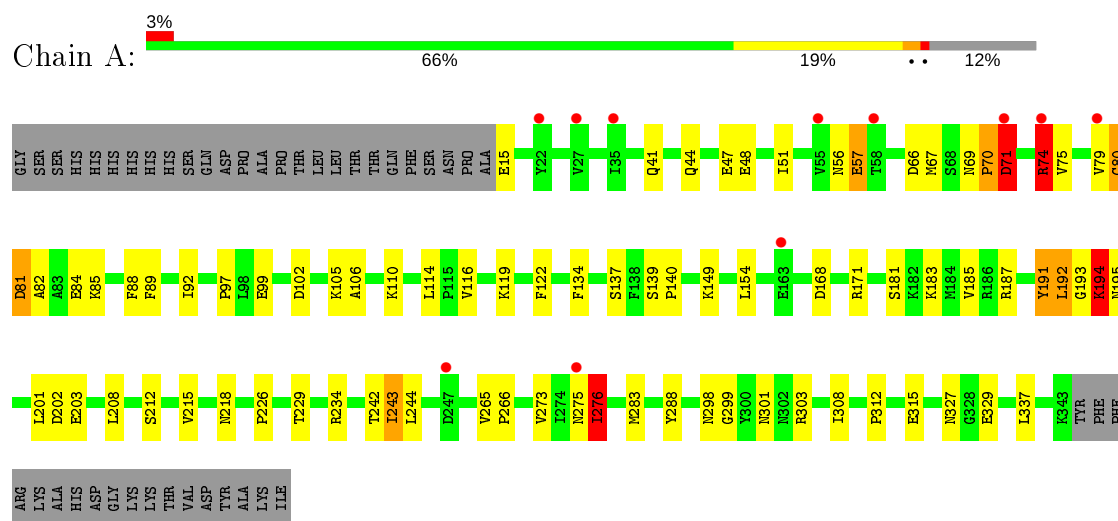 3%
Chain A:
66% 19% • • 12%
GLY SER SER HIS HIS HIS HIS HIS HIS SER GLN ASP PRO ALA PRO THR LEU LEU THR THR GLN PHE SER ASN PRO ALA E15 Y22 V27 I35 Q41 Q44 E47 E48 I51 V55 N56 E57 T58 D66 M67 S68 N69 P70 D71 R74 V75 V79
D81 A82 A83 E84 K85 F88 F89 I92 P97 L98 E99 D102 K105 A106 K110 L114 P115 V116 K119 F122 F134 S137 F138 S139 P140 K149 L154 E163 D168 R171 S181 K182 K183 M184 V185 R186 R187 Y191 L192 G193 K194 N195
L201 D202 E203 L208 S212 V215 N218 P226 T229 R234 T242 I243 L244 D247 V265 P266 V273 I274 N275 I276 M283 Y288 N298 G299 Y300 N301 N302 R303 I308 P312 E315 N327 G328 E329 L337 K343 TYR PHE PHE
ARG LYS ALA HIS ASP GLY LYS LYS THR VAL ASP TYR ALA LYS ILE